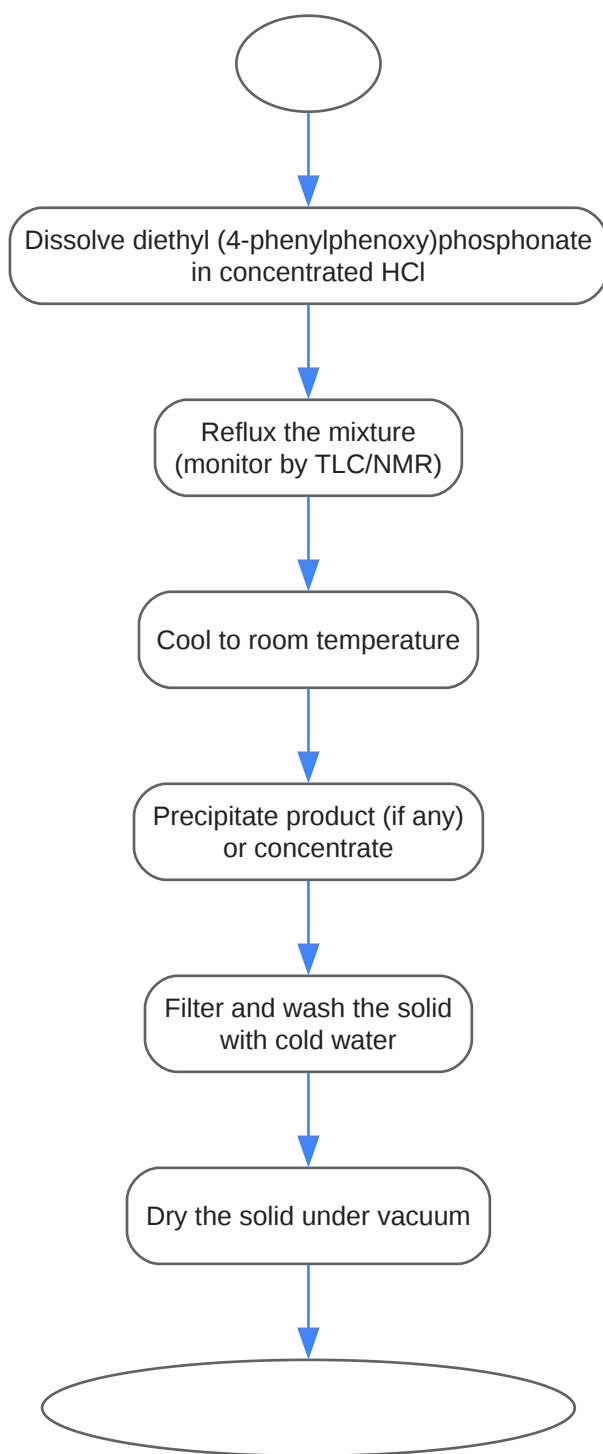 Dissolve diethyl (4-phenylphenoxy)phosphonate
in concentrated HCl
Reflux the mixture
(monitor by TLC/NMR)
Cool to room temperature
Precipitate product (if any)
or concentrate
Filter and wash the solid
with cold water
Dry the solid under vacuum